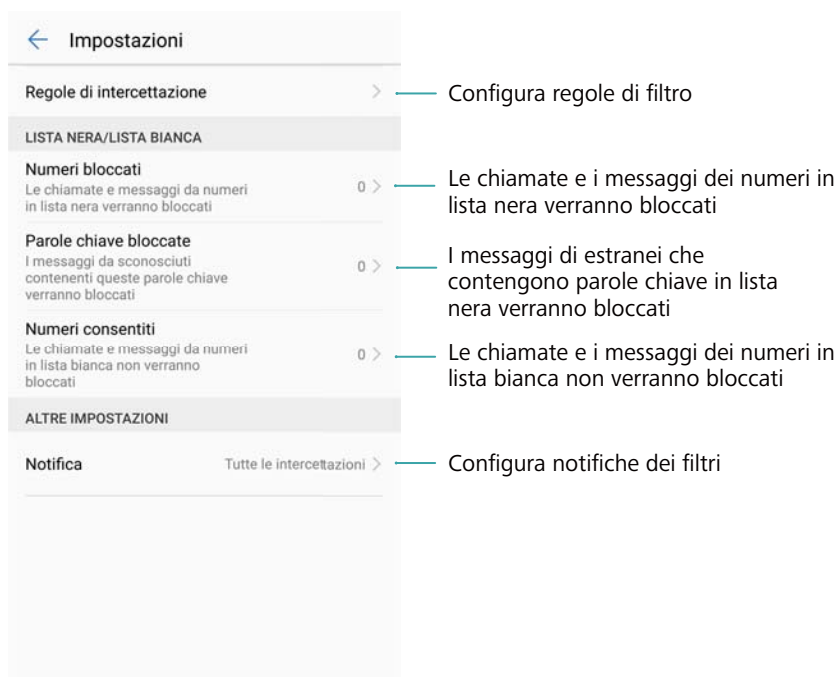 Impostazioni
Regole di intercettazione
Configura regole di filtro
LISTA NERA/LISTA BIANCA
Numeri bloccati
Le chiamate e messaggi da numeri
in lista nera verranno bloccati
0
Le chiamate e i messaggi dei numeri in
lista nera verranno bloccati
Parole chiave bloccate
I messaggi da sconosciuti
contenenti queste parole chiave
verranno bloccati
0
I messaggi di estranei che
contengono parole chiave in lista
nera verranno bloccati
Numeri consentiti
Le chiamate e messaggi da numeri
in lista bianca non verranno
bloccati
0
Le chiamate e i messaggi dei numeri in
lista bianca non verranno bloccati
ALTRE IMPOSTAZIONI
Notifica
Tutte le intercettazioni
Configura notifiche dei filtri